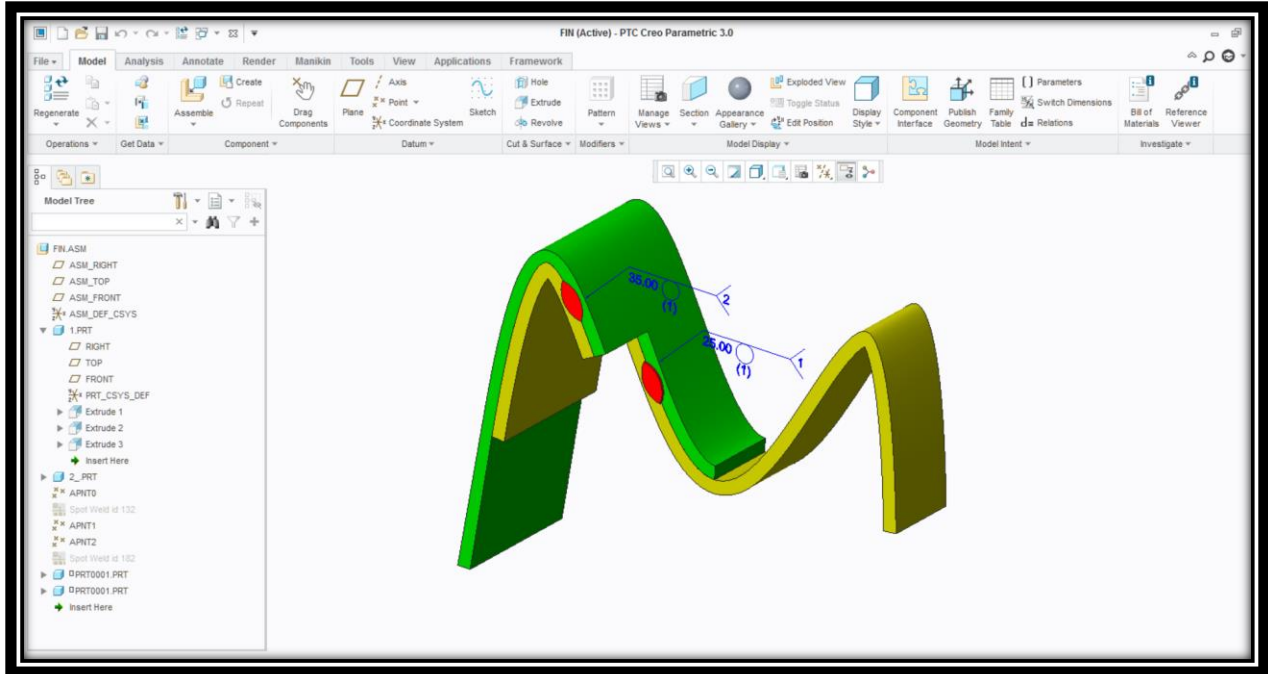 FIN (Active) - PTC Creo Parametric 3.0
File Model Analysis Annotate Render Manikin Tools View Applications Framework
Regenerate
Assemble
Create
Repeat
Drag Components
Plane
Axis
Point
Coordinate System
Sketch
Hole
Extrude
Revolve
Pattern
Manage Views
Section
Appearance Gallery
Exploded View
Toggle Status
Edit Position
Display Style
Component Interface
Publish Geometry
Family Table
[ ] Parameters
Switch Dimensions
d= Relations
Bill of Materials
Reference Viewer
Operations Get Data Component Datum Cut & Surface Modifiers Model Display Model Intent Investigate
Model Tree
FIN.ASM
ASM_RIGHT
ASM_TOP
ASM_FRONT
ASM_DEF_CSYS
1.PRT
RIGHT
TOP
FRONT
PRT_CSYS_DEF
Extrude 1
Extrude 2
Extrude 3
Insert Here
2_.PRT
APNT0
Spot Weld id 132
APNT1
APNT2
Spot Weld id 182
PRT0001.PRT
PRT0001.PRT
Insert Here
35.00
(1)
2
25.00
(1)
1